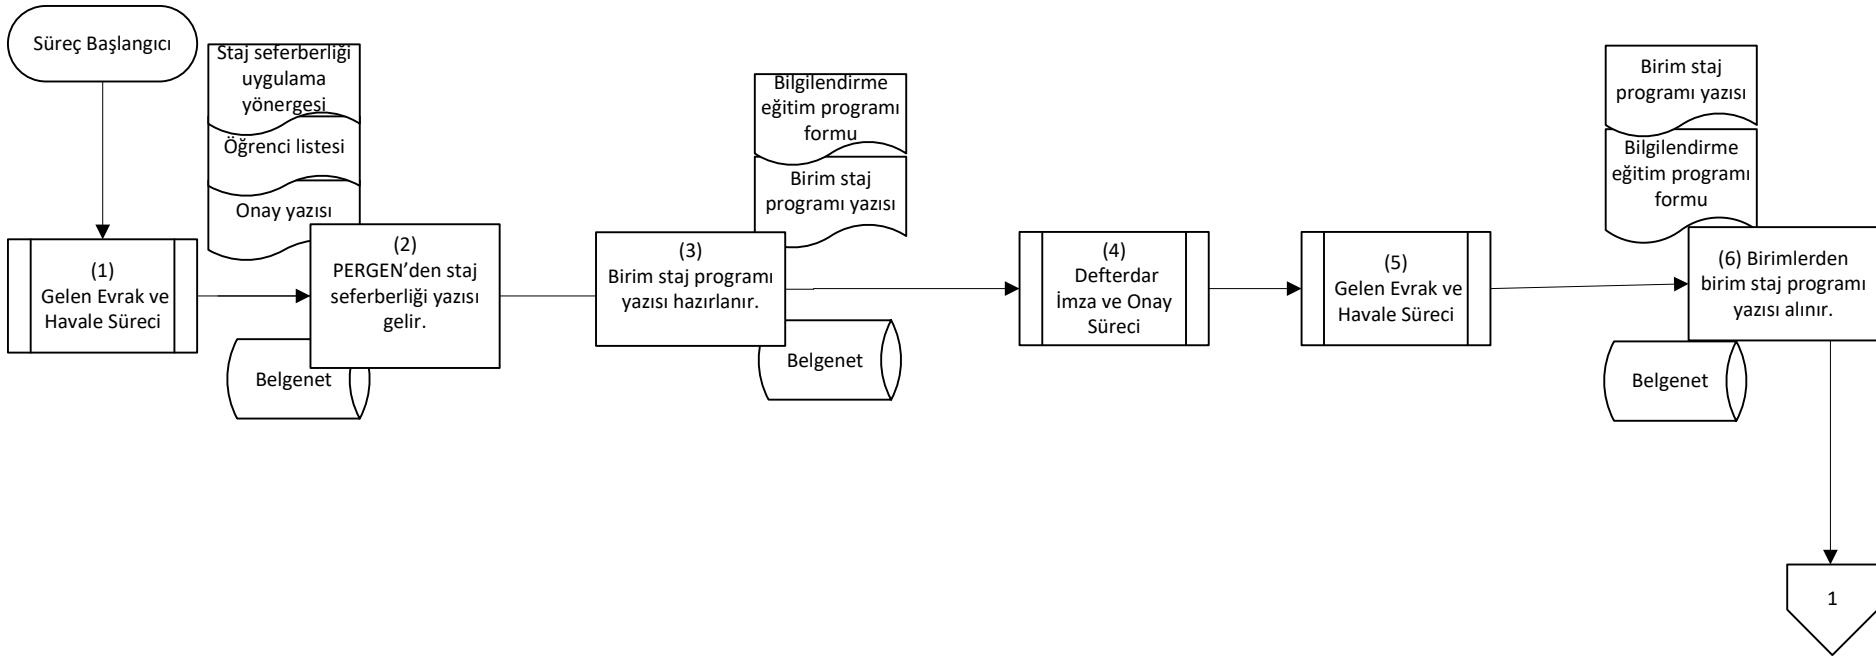 Süreç Başlangıcı
Staj seferberliği
uygulama
yönergesi
Öğrenci listesi
Onay yazısı
(1)
Gelen Evrak ve
Havale Süreci
(2)
PERGEN’den staj
seferberliği yazısı
gelir.
Belgenet
Bilgilendirme
eğitim programı
formu
Birim staj
programı yazısı
(3)
Birim staj programı
yazısı hazırlanır.
Belgenet
(4)
Defterdar
İmza ve Onay
Süreci
(5)
Gelen Evrak ve
Havale Süreci
Birim staj
programı yazısı
Bilgilendirme
eğitim programı
formu
(6) Birimlerden
birim staj programı
yazısı alınır.
Belgenet
1